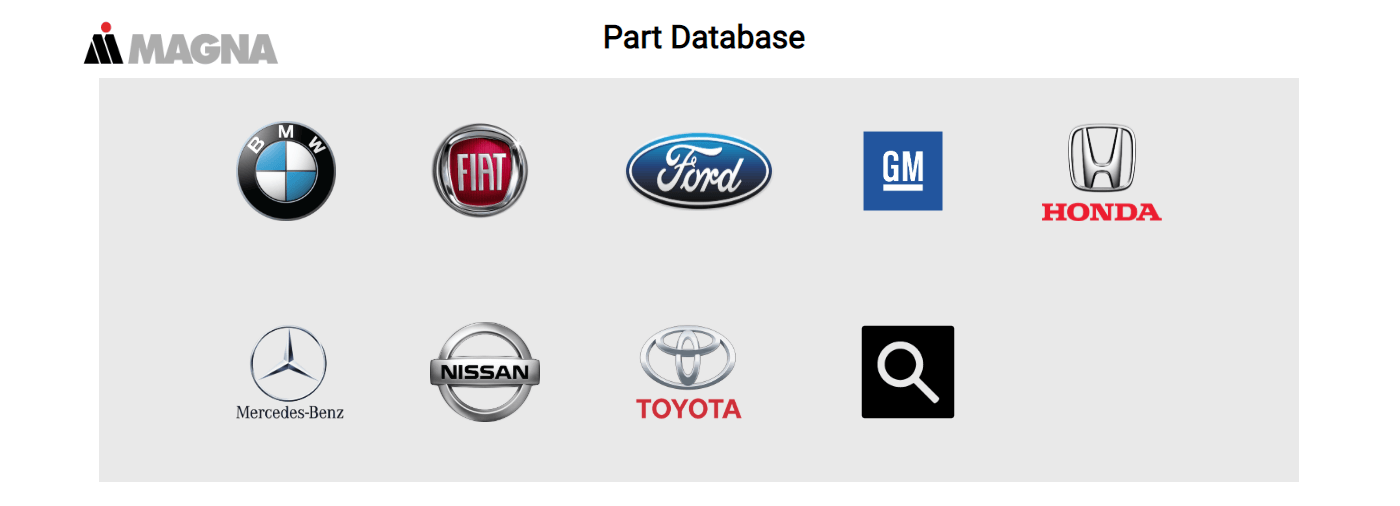 MAGNA
Part Database
BMW
FIAT
Ford
GM
HONDA
Mercedes-Benz
NISSAN
TOYOTA